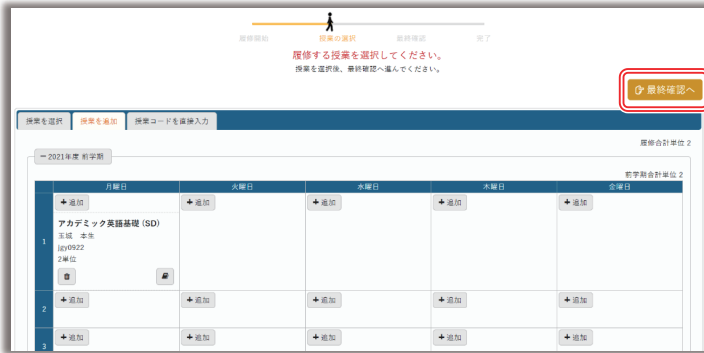 履修開始 授業の選択 最終確認 完了
履修する授業を選択してください。
授業を選択後、最終確認へ進んでください。
最終確認へ
授業を選択 授業を追加 授業コードを直接入力
履修合計単位 2
2021年度 前学期
前学期合計単位 2
月曜日 火曜日 水曜日 木曜日 金曜日
+追加 +追加 +追加 +追加 +追加
アカデミック英語基礎 (SD)
1
玉城 本生
jgy0922
2単位
2 +追加 +追加 +追加 +追加 +追加
3 +追加 +追加 +追加 +追加 +追加